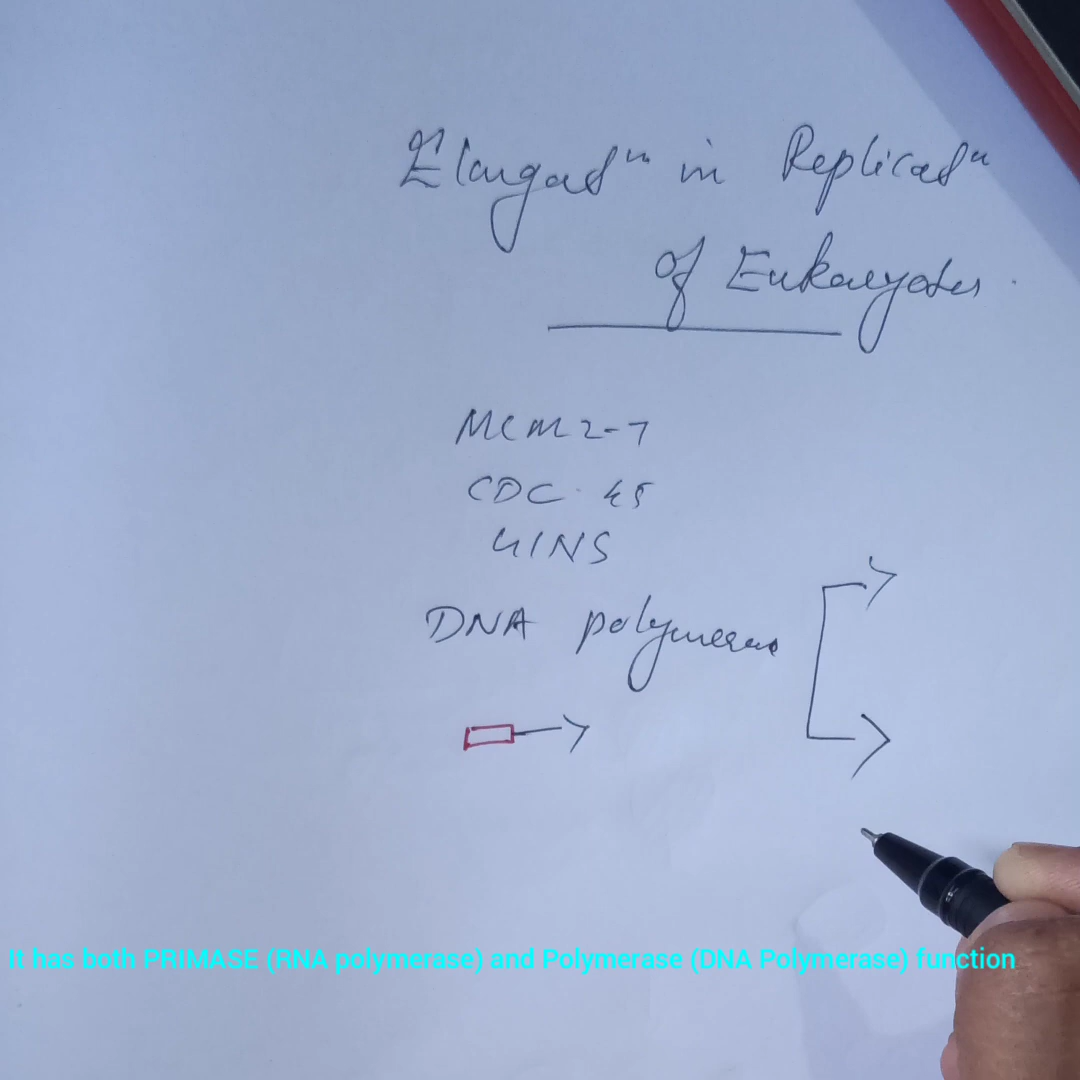 Elongatⁿ in Replicatⁿ
of Eukaryotes.
MCM 2-7
CDC. 45
GINS
DNA polymerase
It has both PRIMASE (RNA polymerase) and Polymerase (DNA Polymerase) function